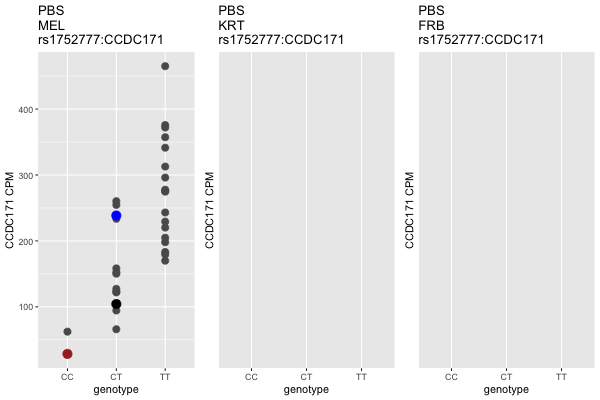 PBS
MEL
rs1752777:CCDC171
PBS
KRT
rs1752777:CCDC171
PBS
FRB
rs1752777:CCDC171
CCDC171 CPM
400
300
200
100
CC CT TT
genotype
CCDC171 CPM
CC CT TT
genotype
CCDC171 CPM
CC CT TT
genotype